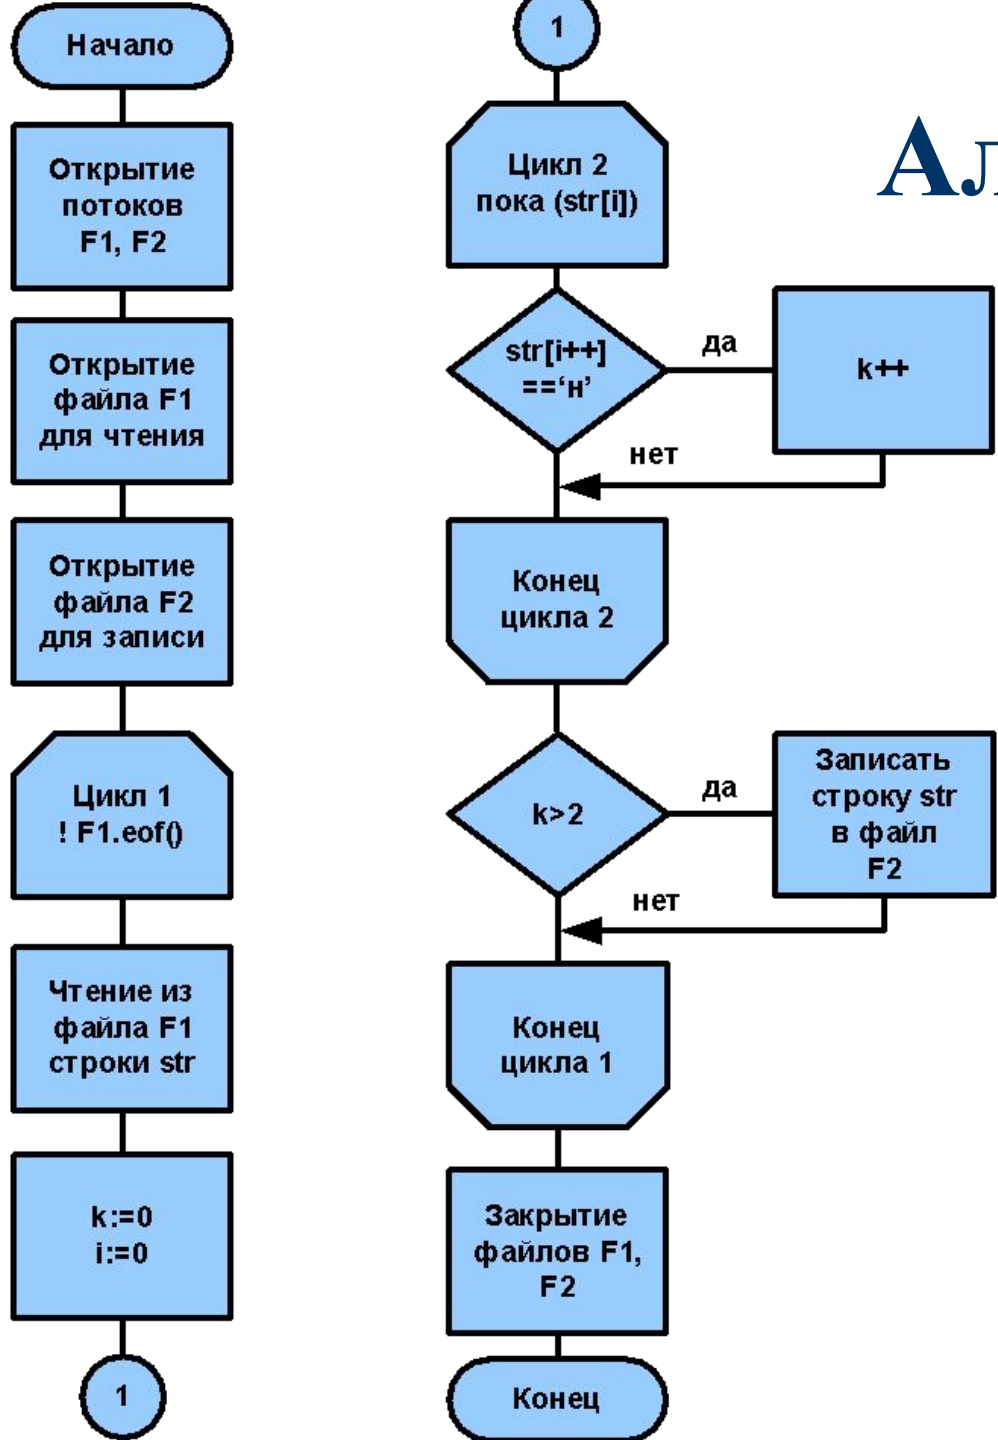 Начало
Открытие
потоков
F1, F2
Открытие
файла F1
для чтения
Открытие
файла F2
для записи
Цикл 1
! F1.eof()
Чтение из
файла F1
строки str
k:=0
i:=0
1
1
Цикл 2
пока (str[i])
str[i++]
==‘н’
да
k++
нет
Конец
цикла 2
k>2
да
Записать
строку str
в файл
F2
нет
Конец
цикла 1
Закрытие
файлов F1,
F2
Конец
Ал